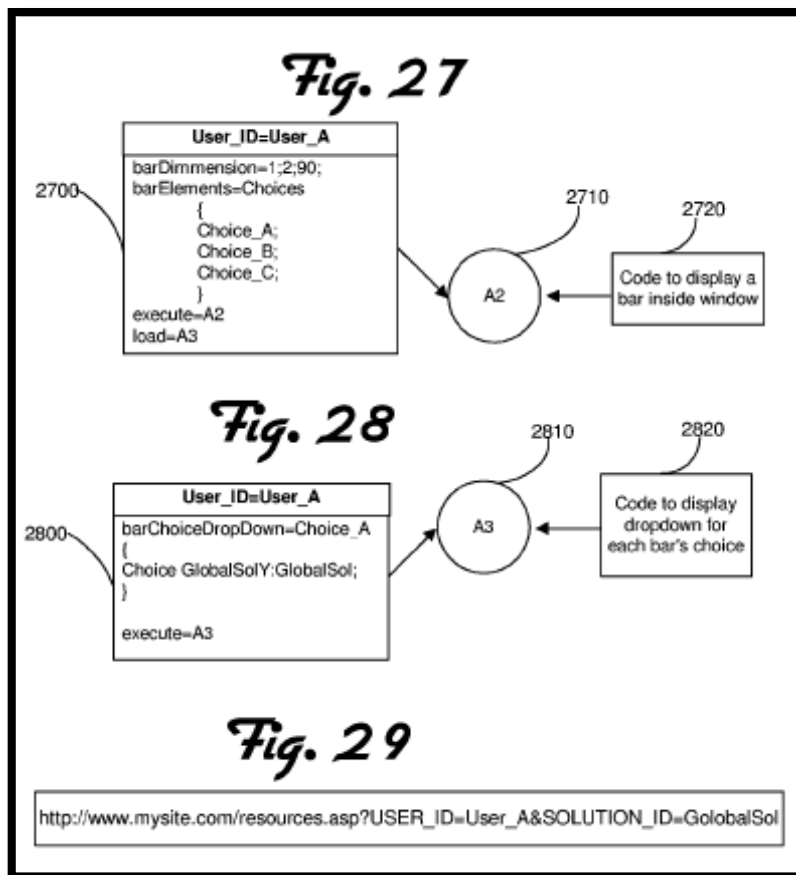 Fig. 27
User_ID=User_A
barDimmension=1;2;90;
barElements=Choices
{
Choice_A;
Choice_B;
Choice_C;
}
execute=A2
load=A3
2700
2710
A2
2720
Code to display a
bar inside window
Fig. 28
User_ID=User_A
barChoiceDropDown=Choice_A
{
Choice GlobalSolY:GlobalSol;
}
execute=A3
2800
2810
A3
2820
Code to display
dropdown for
each bar's choice
Fig. 29
http://www.mysite.com/resources.asp?USER_ID=User_A&SOLUTION_ID=GolobalSol